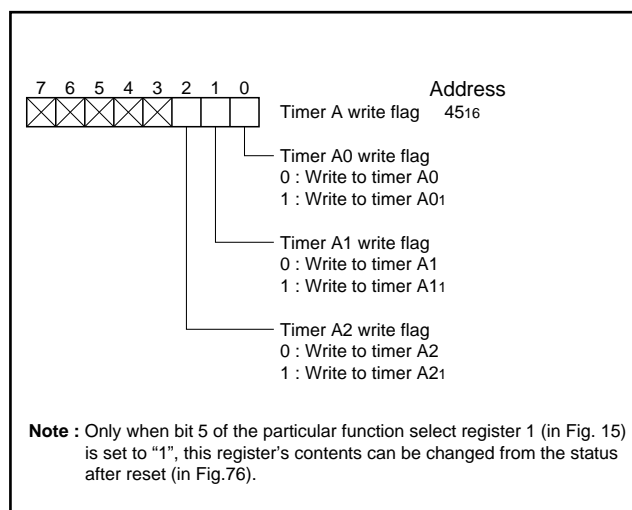 7 6 5 4 3 2 1 0
Address
Timer A write flag 4516
Timer A0 write flag
0 : Write to timer A0
1 : Write to timer A01
Timer A1 write flag
0 : Write to timer A1
1 : Write to timer A11
Timer A2 write flag
0 : Write to timer A2
1 : Write to timer A21
Note : Only when bit 5 of the particular function select register 1 (in Fig. 15)
is set to “1”, this register’s contents can be changed from the status
after reset (in Fig.76).